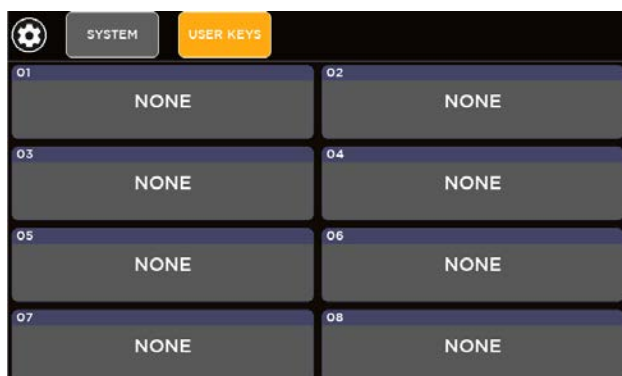 SYSTEM USER KEYS
01 02
NONE NONE
03 04
NONE NONE
05 06
NONE NONE
07 08
NONE NONE